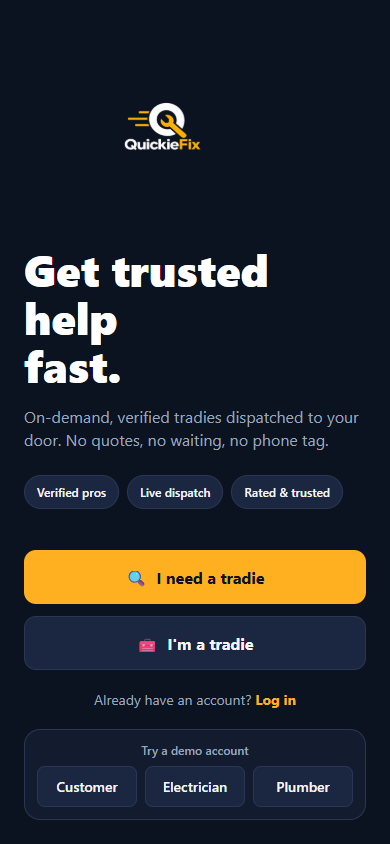 QuickieFix
Get trusted
help
fast.
On-demand, verified tradies dispatched to your
door. No quotes, no waiting, no phone tag.
Verified pros
Live dispatch
Rated & trusted
I need a tradie
I'm a tradie
Already have an account? Log in
Try a demo account
Customer
Electrician
Plumber